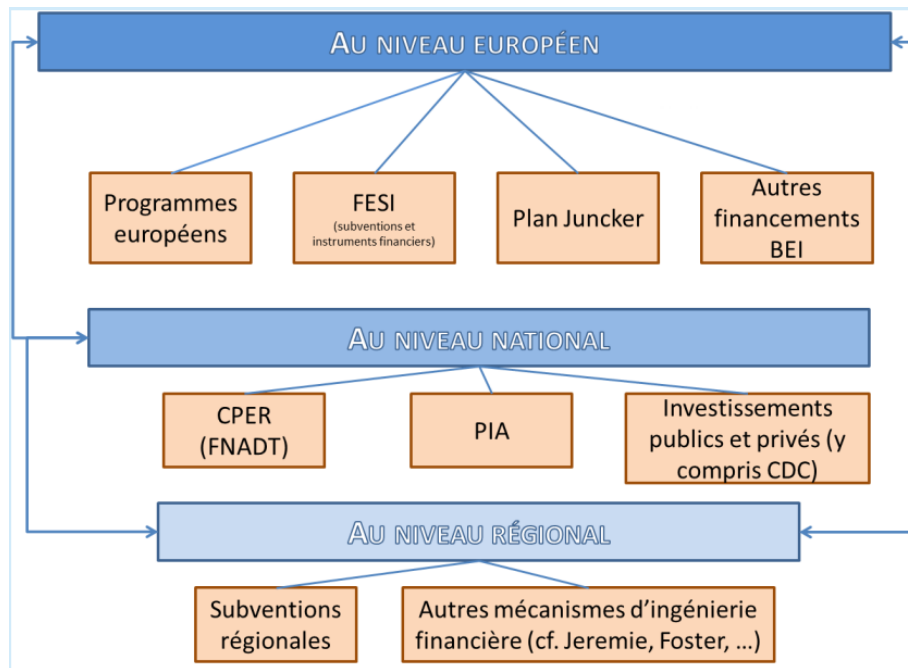 AU NIVEAU EUROPÉEN
Programmes
européens
FESI
(subventions et
instruments financiers)
Plan Juncker
Autres
financements
BEI
AU NIVEAU NATIONAL
CPER
(FNADT)
PIA
Investissements
publics et privés (y
compris CDC)
AU NIVEAU RÉGIONAL
Subventions
régionales
Autres mécanismes d'ingénierie
financière (cf. Jeremie, Foster, ...)